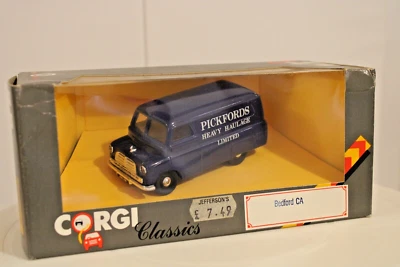 PICKFORDS
HEAVY HAULAGE
LIMITED
JEFFERSON'S
£ 7.49
Bedford CA
CORGI
Classics